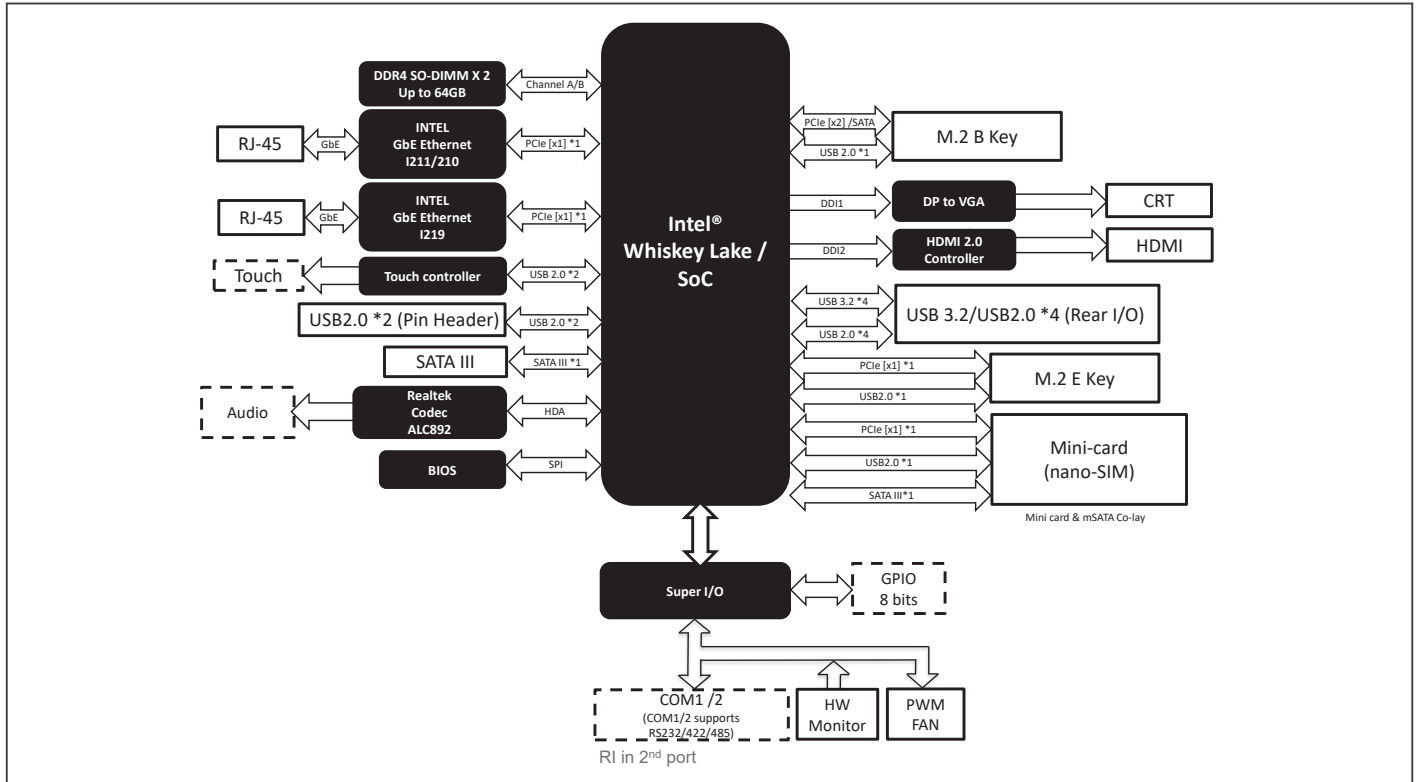 DDR4 SO-DIMM X 2
Up to 64GB
Channel A/B
RJ-45
GbE
INTEL
GbE Ethernet
I211/210
PCIe [x1] *1
RJ-45
GbE
INTEL
GbE Ethernet
I219
PCIe [x1] *1
Touch
Touch controller
USB 2.0 *2
USB2.0 *2 (Pin Header)
USB 2.0 *2
SATA III
SATA III *1
Audio
Realtek
Codec
ALC892
HDA
BIOS
SPI
Intel®
Whiskey Lake /
SoC
PCIe [x2] /SATA
USB 2.0 *1
M.2 B Key
DDI1
DP to VGA
CRT
DDI2
HDMI 2.0
Controller
HDMI
USB 3.2 *4
USB 2.0 *4
USB 3.2/USB2.0 *4 (Rear I/O)
PCIe [x1] *1
USB2.0 *1
M.2 E Key
PCIe [x1] *1
USB2.0 *1
SATA III*1
Mini-card
(nano-SIM)
Mini card & mSATA Co-lay
Super I/O
GPIO
8 bits
COM1 /2
(COM1/2 supports
RS232/422/485)
RI in 2nd port
HW
Monitor
PWM
FAN